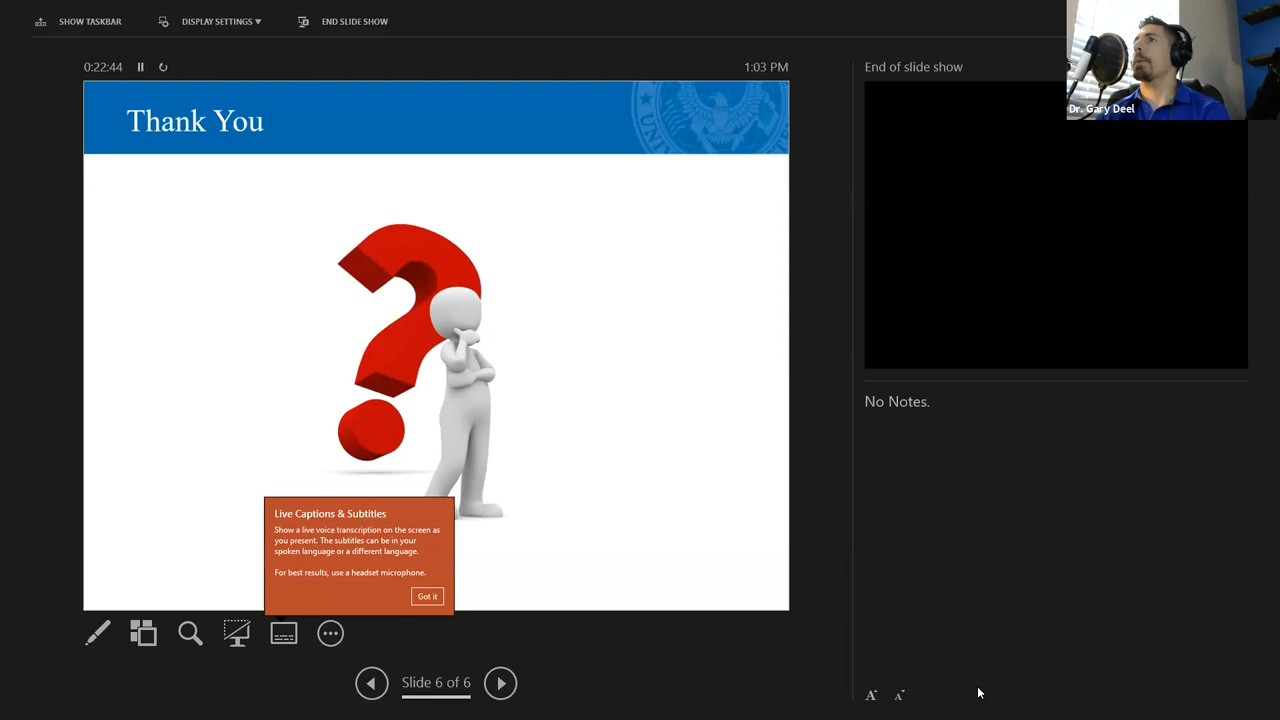 SHOW TASKBAR
DISPLAY SETTINGS ▼
END SLIDE SHOW
0:22:44
1:03 PM
End of slide show
Dr. Gary Deel
Thank You
No Notes.
Live Captions & Subtitles
Show a live voice transcription on the screen as
you present. The subtitles can be in your
spoken language or a different language.
For best results, use a headset microphone.
Got it
Slide 6 of 6
A
A